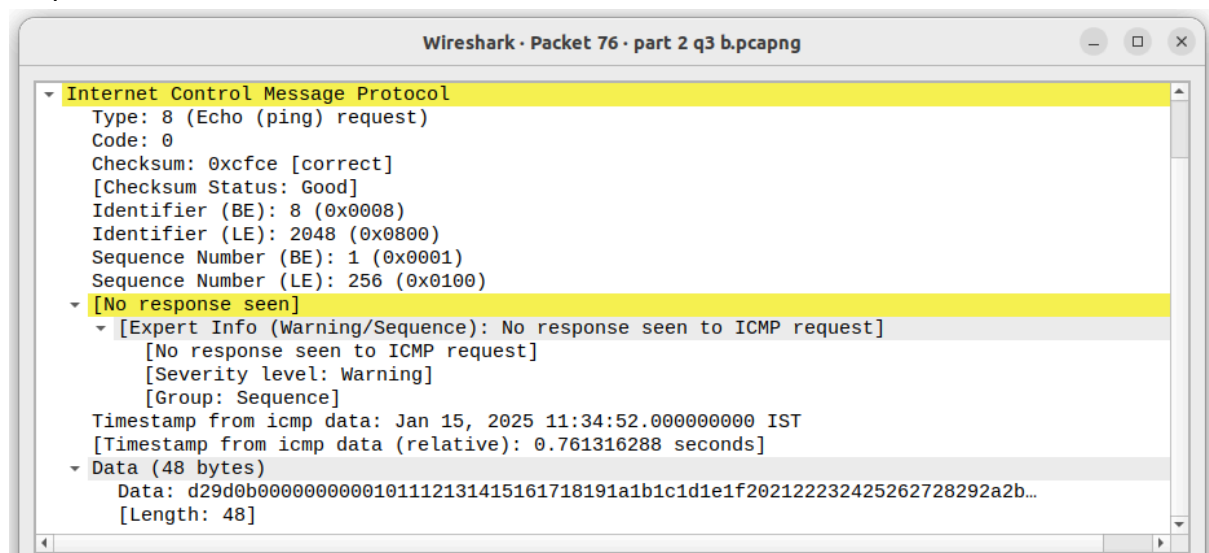 Wireshark · Packet 76 · part 2 q3 b.pcapng
Internet Control Message Protocol
Type: 8 (Echo (ping) request)
Code: 0
Checksum: 0xcfce [correct]
[Checksum Status: Good]
Identifier (BE): 8 (0x0008)
Identifier (LE): 2048 (0x0800)
Sequence Number (BE): 1 (0x0001)
Sequence Number (LE): 256 (0x0100)
[No response seen]
[Expert Info (Warning/Sequence): No response seen to ICMP request]
[No response seen to ICMP request]
[Severity level: Warning]
[Group: Sequence]
Timestamp from icmp data: Jan 15, 2025 11:34:52.000000000 IST
[Timestamp from icmp data (relative): 0.761316288 seconds]
Data (48 bytes)
Data: d29d0b0000000000101112131415161718191a1b1c1d1e1f202122232425262728292a2b…
[Length: 48]